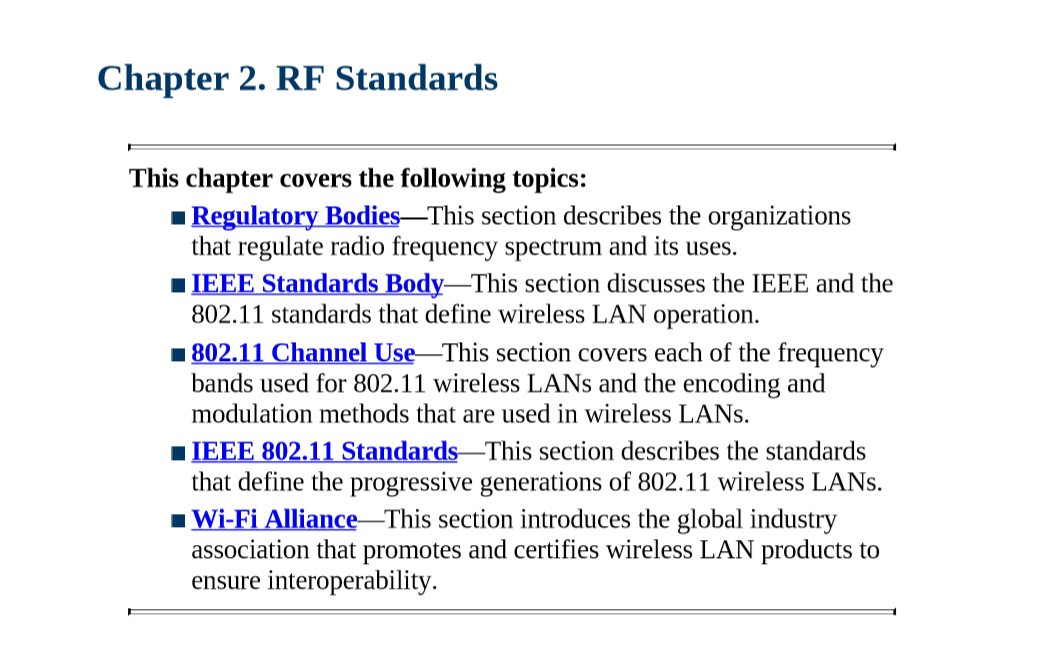 Chapter 2. RF Standards
This chapter covers the following topics:
■ Regulatory Bodies—This section describes the organizations
that regulate radio frequency spectrum and its uses.
■ IEEE Standards Body—This section discusses the IEEE and the
802.11 standards that define wireless LAN operation.
■ 802.11 Channel Use—This section covers each of the frequency
bands used for 802.11 wireless LANs and the encoding and
modulation methods that are used in wireless LANs.
■ IEEE 802.11 Standards—This section describes the standards
that define the progressive generations of 802.11 wireless LANs.
■ Wi-Fi Alliance—This section introduces the global industry
association that promotes and certifies wireless LAN products to
ensure interoperability.